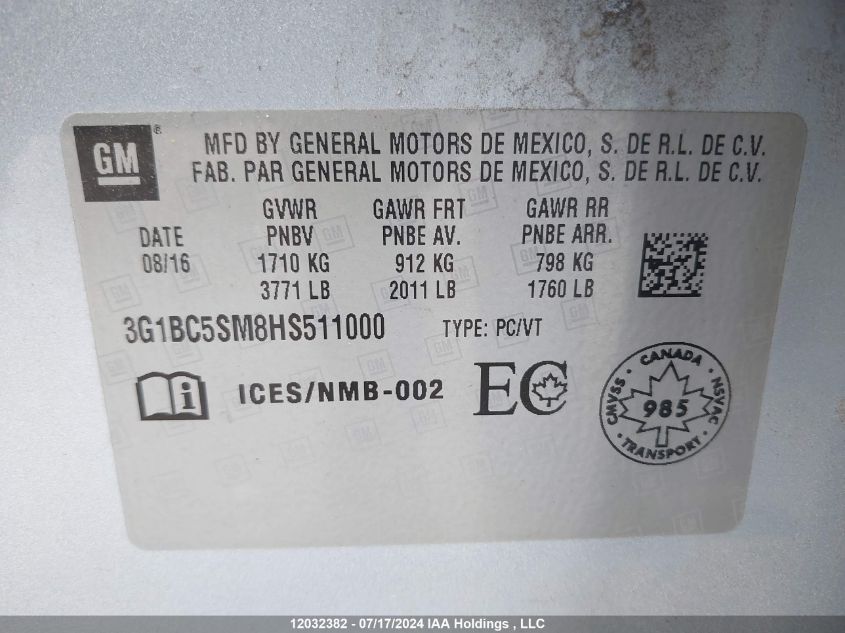 GM ®
MFD BY GENERAL MOTORS DE MEXICO, S. DE R.L. DE C.V.
FAB. PAR GENERAL MOTORS DE MEXICO, S. DE R.L. DE C.V.
GVWR GAWR FRT GAWR RR
DATE PNBV PNBE AV. PNBE ARR.
08/16 1710 KG 912 KG 798 KG
3771 LB 2011 LB 1760 LB
3G1BC5SM8HS511000 TYPE: PC/VT
i ICES/NMB-002 EC
CANADA
CMVSS 985 NSVAC
TRANSPORT
12032382 - 07/17/2024 IAA Holdings , LLC